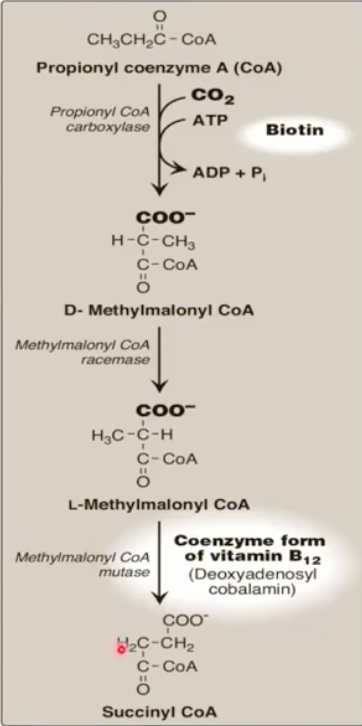 O
CH₃CH₂C - CoA
Propionyl coenzyme A (CoA)
Propionyl CoA
carboxylase
CO₂
ATP
Biotin
ADP + Pᵢ
COO⁻
H-C-CH₃
C-CoA
O
D- Methylmalonyl CoA
Methylmalonyl CoA
racemase
COO⁻
H₃C-C-H
C-CoA
O
L-Methylmalonyl CoA
Methylmalonyl CoA
mutase
Coenzyme form
of vitamin B₁₂
(Deoxyadenosyl
cobalamin)
COO⁻
H₂C-CH₂
C-CoA
O
Succinyl CoA